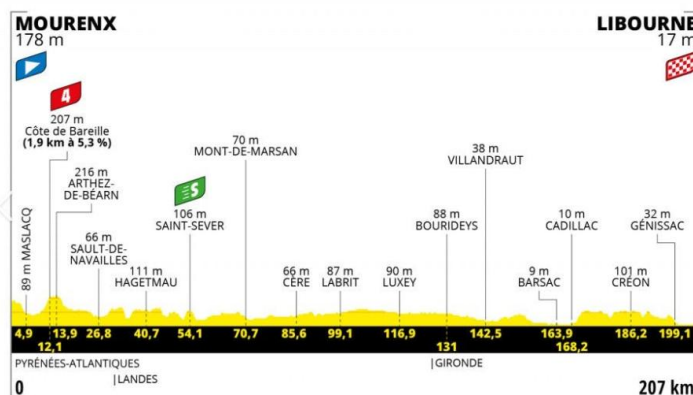 MOURENX
178 m
LIBOURNE
17 m
4
207 m
Côte de Bareille
(1,9 km à 5,3 %)
216 m
ARTHEZ-
DE-BÉARN
89 m MASLACQ
66 m
SAULT-DE-
NAVAILLES
111 m
HAGETMAU
S
106 m
SAINT-SEVER
70 m
MONT-DE-MARSAN
66 m
CÈRE
87 m
LABRIT
90 m
LUXEY
88 m
BOURIDEYS
38 m
VILLANDRAUT
9 m
BARSAC
10 m
CADILLAC
101 m
CRÉON
32 m
GÉNISSAC
4,9 13,9 26,8 40,7 54,1 70,7 85,6 99,1 116,9 142,5 163,9 186,2 199,1
12,1 131 168,2
PYRÉNÉES-ATLANTIQUES |GIRONDE
|LANDES
0 207 km